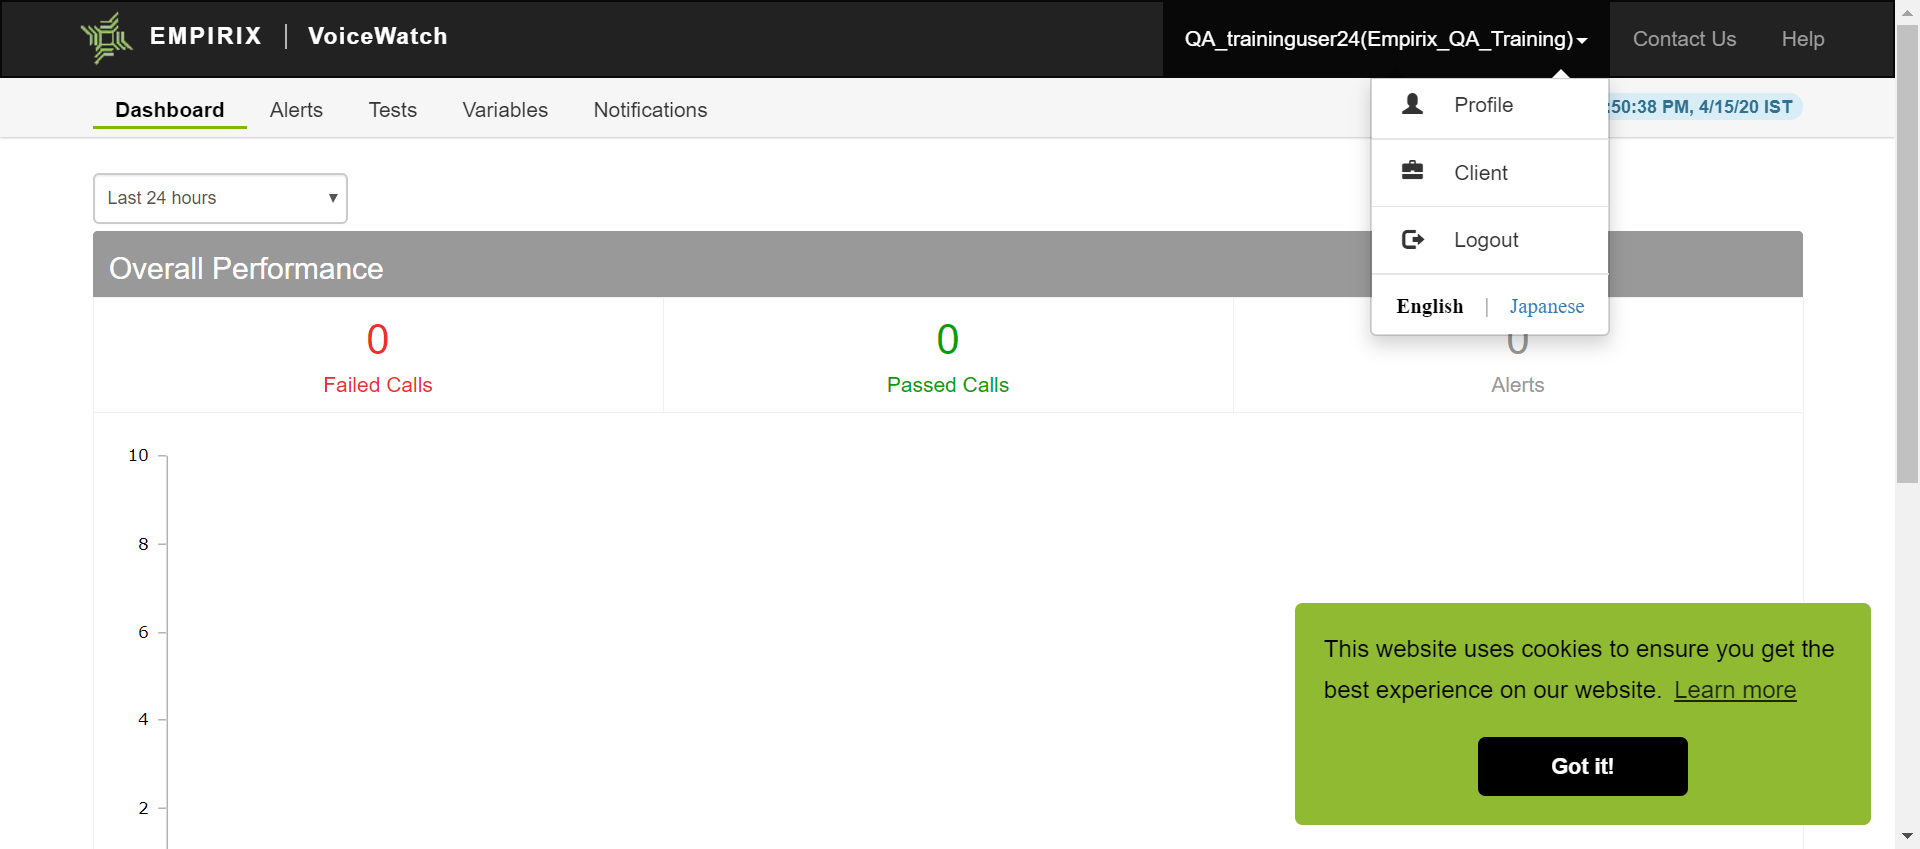 EMPIRIX | VoiceWatch
QA_traininguser24(Empirix_QA_Training)
Contact Us
Help
Dashboard
Alerts
Tests
Variables
Notifications
:50:38 PM, 4/15/20 IST
Profile
Client
Logout
English | Japanese
Last 24 hours
Overall Performance
0
Failed Calls
0
Passed Calls
0
Alerts
10
8
6
4
2
This website uses cookies to ensure you get the
best experience on our website. Learn more
Got it!